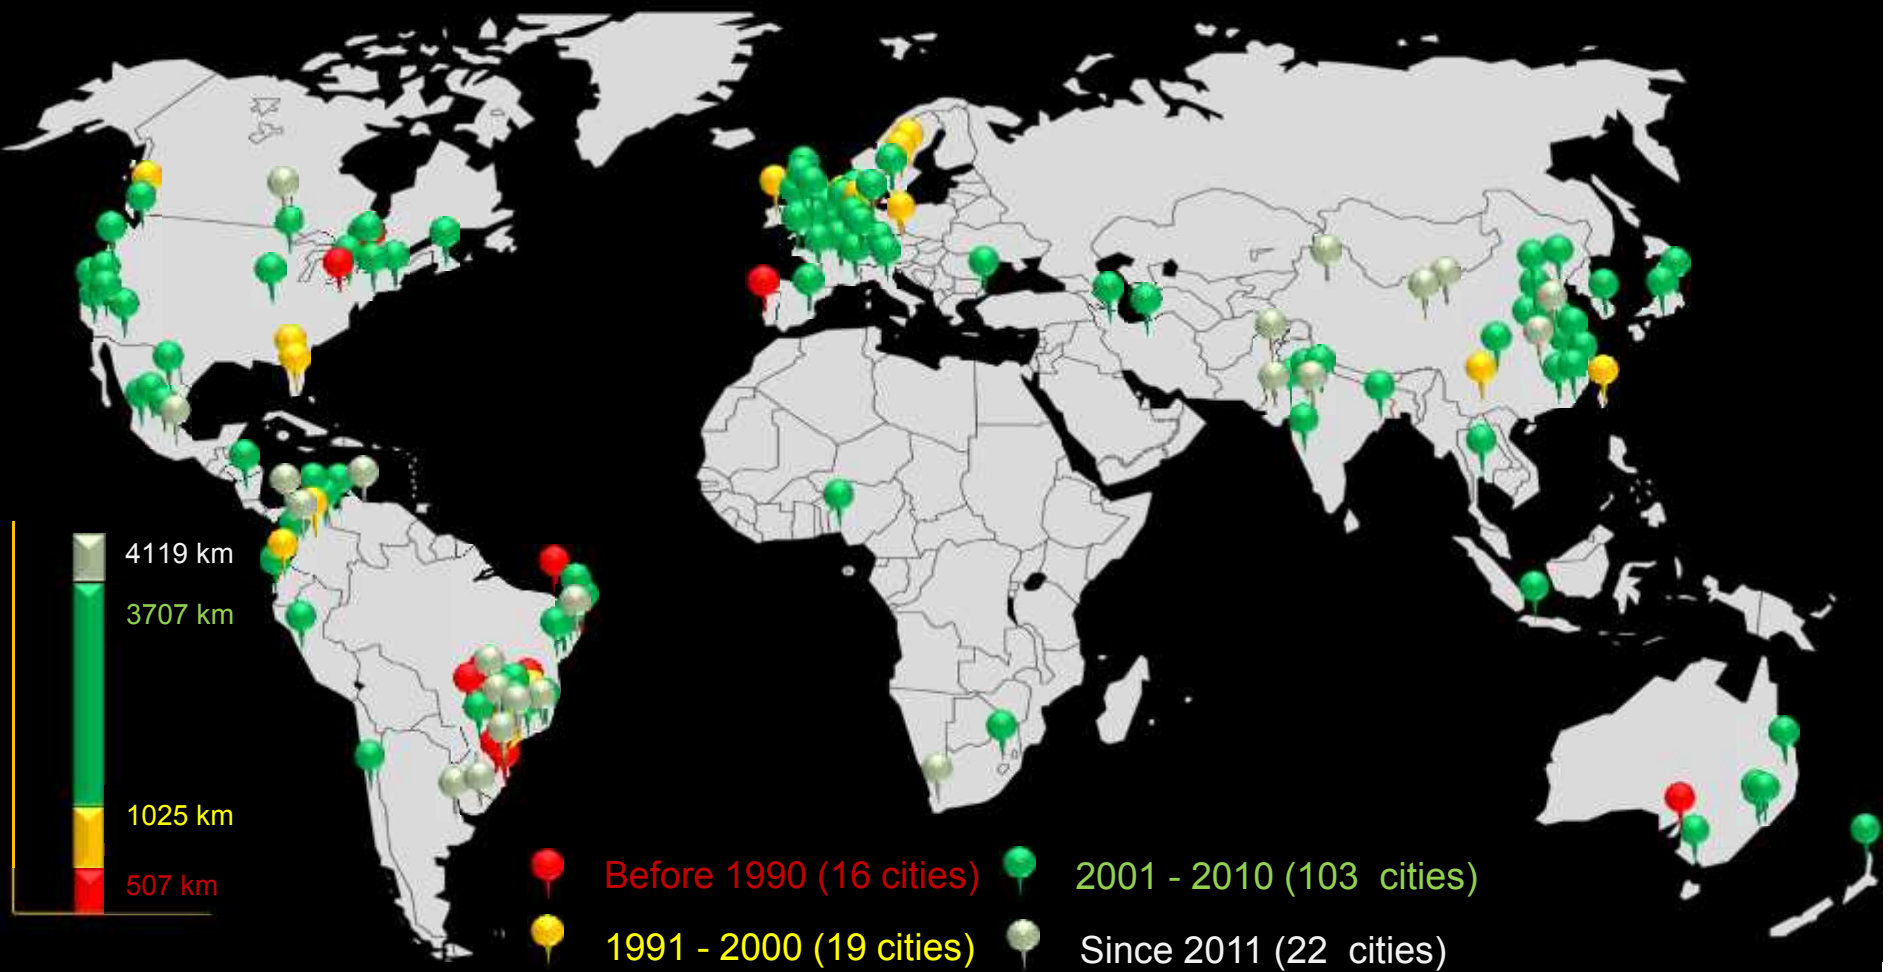 4119 km
3707 km
1025 km
507 km
Before 1990 (16 cities)
2001 - 2010 (103 cities)
1991 - 2000 (19 cities)
Since 2011 (22 cities)